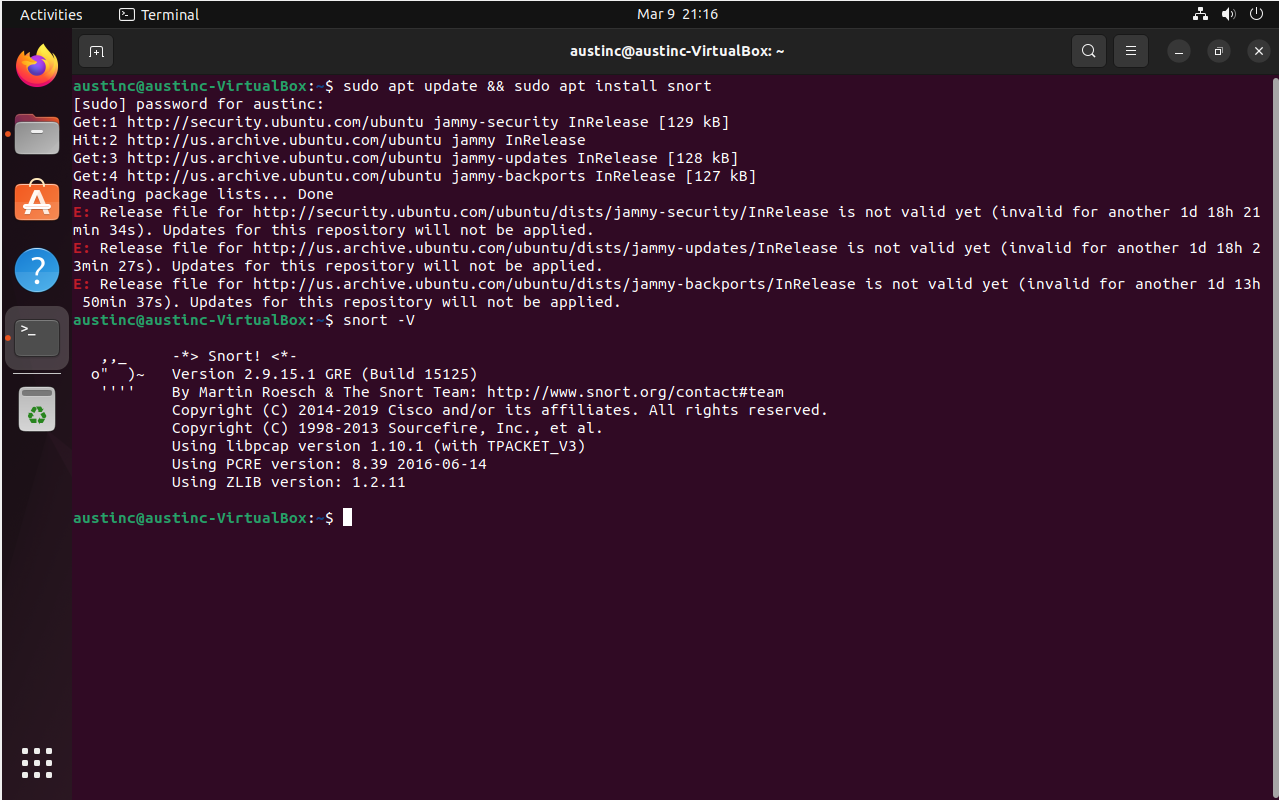 Activities
Terminal
Mar 9 21:16
austinc@austinc-VirtualBox: ~
austinc@austinc-VirtualBox:~$ sudo apt update && sudo apt install snort
[sudo] password for austinc:
Get:1 http://security.ubuntu.com/ubuntu jammy-security InRelease [129 kB]
Hit:2 http://us.archive.ubuntu.com/ubuntu jammy InRelease
Get:3 http://us.archive.ubuntu.com/ubuntu jammy-updates InRelease [128 kB]
Get:4 http://us.archive.ubuntu.com/ubuntu jammy-backports InRelease [127 kB]
Reading package lists... Done
E: Release file for http://security.ubuntu.com/ubuntu/dists/jammy-security/InRelease is not valid yet (invalid for another 1d 18h 21
min 34s). Updates for this repository will not be applied.
E: Release file for http://us.archive.ubuntu.com/ubuntu/dists/jammy-updates/InRelease is not valid yet (invalid for another 1d 18h 2
3min 27s). Updates for this repository will not be applied.
E: Release file for http://us.archive.ubuntu.com/ubuntu/dists/jammy-backports/InRelease is not valid yet (invalid for another 1d 13h
 50min 37s). Updates for this repository will not be applied.
austinc@austinc-VirtualBox:~$ snort -V

   ,,_     -*> Snort! <*-
  o"  )~   Version 2.9.15.1 GRE (Build 15125)
   ''''    By Martin Roesch & The Snort Team: http://www.snort.org/contact#team
           Copyright (C) 2014-2019 Cisco and/or its affiliates. All rights reserved.
           Copyright (C) 1998-2013 Sourcefire, Inc., et al.
           Using libpcap version 1.10.1 (with TPACKET_V3)
           Using PCRE version: 8.39 2016-06-14
           Using ZLIB version: 1.2.11

austinc@austinc-VirtualBox:~$